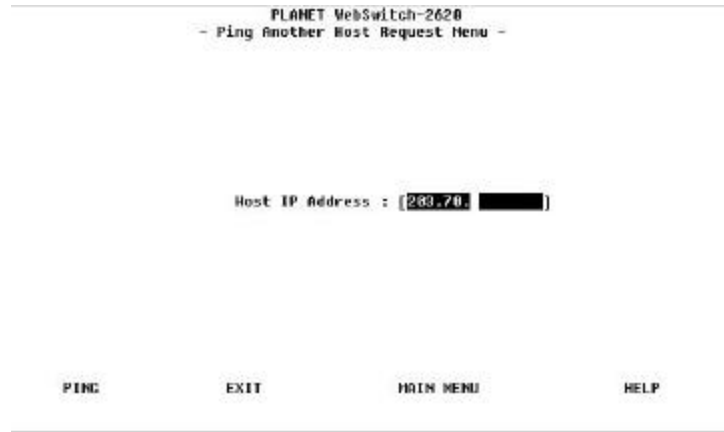 PLANET WebSwitch-2620
- Ping Another Host Request Menu -
Host IP Address : [203.70. ]
PING EXIT MAIN MENU HELP